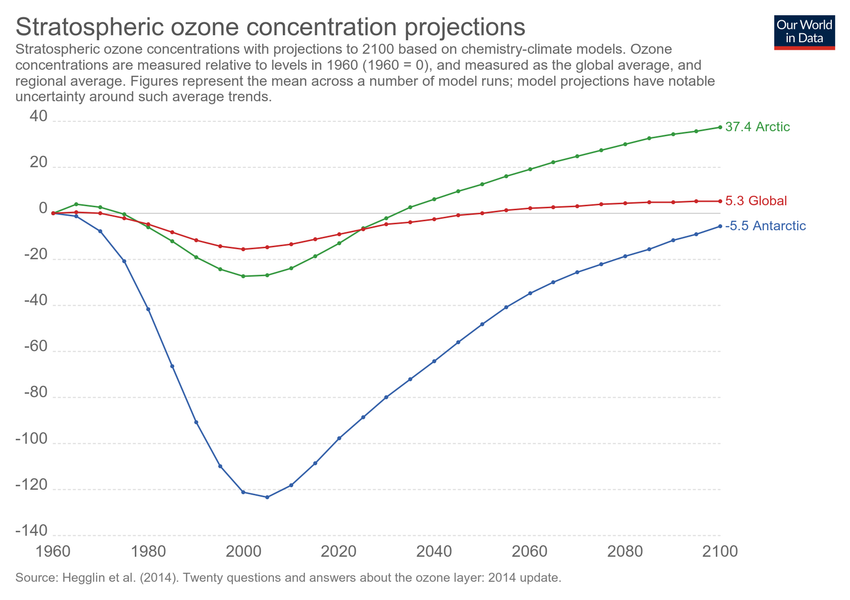 Stratospheric ozone concentration projections
Our World
in Data
Stratospheric ozone concentrations with projections to 2100 based on chemistry-climate models. Ozone
concentrations are measured relative to levels in 1960 (1960 = 0), and measured as the global average, and
regional average. Figures represent the mean across a number of model runs; model projections have notable
uncertainty around such average trends.
40
20
0
-20
-40
-60
-80
-100
-120
-140
37.4 Arctic
5.3 Global
-5.5 Antarctic
1960 1980 2000 2020 2040 2060 2080 2100
Source: Hegglin et al. (2014). Twenty questions and answers about the ozone layer: 2014 update.